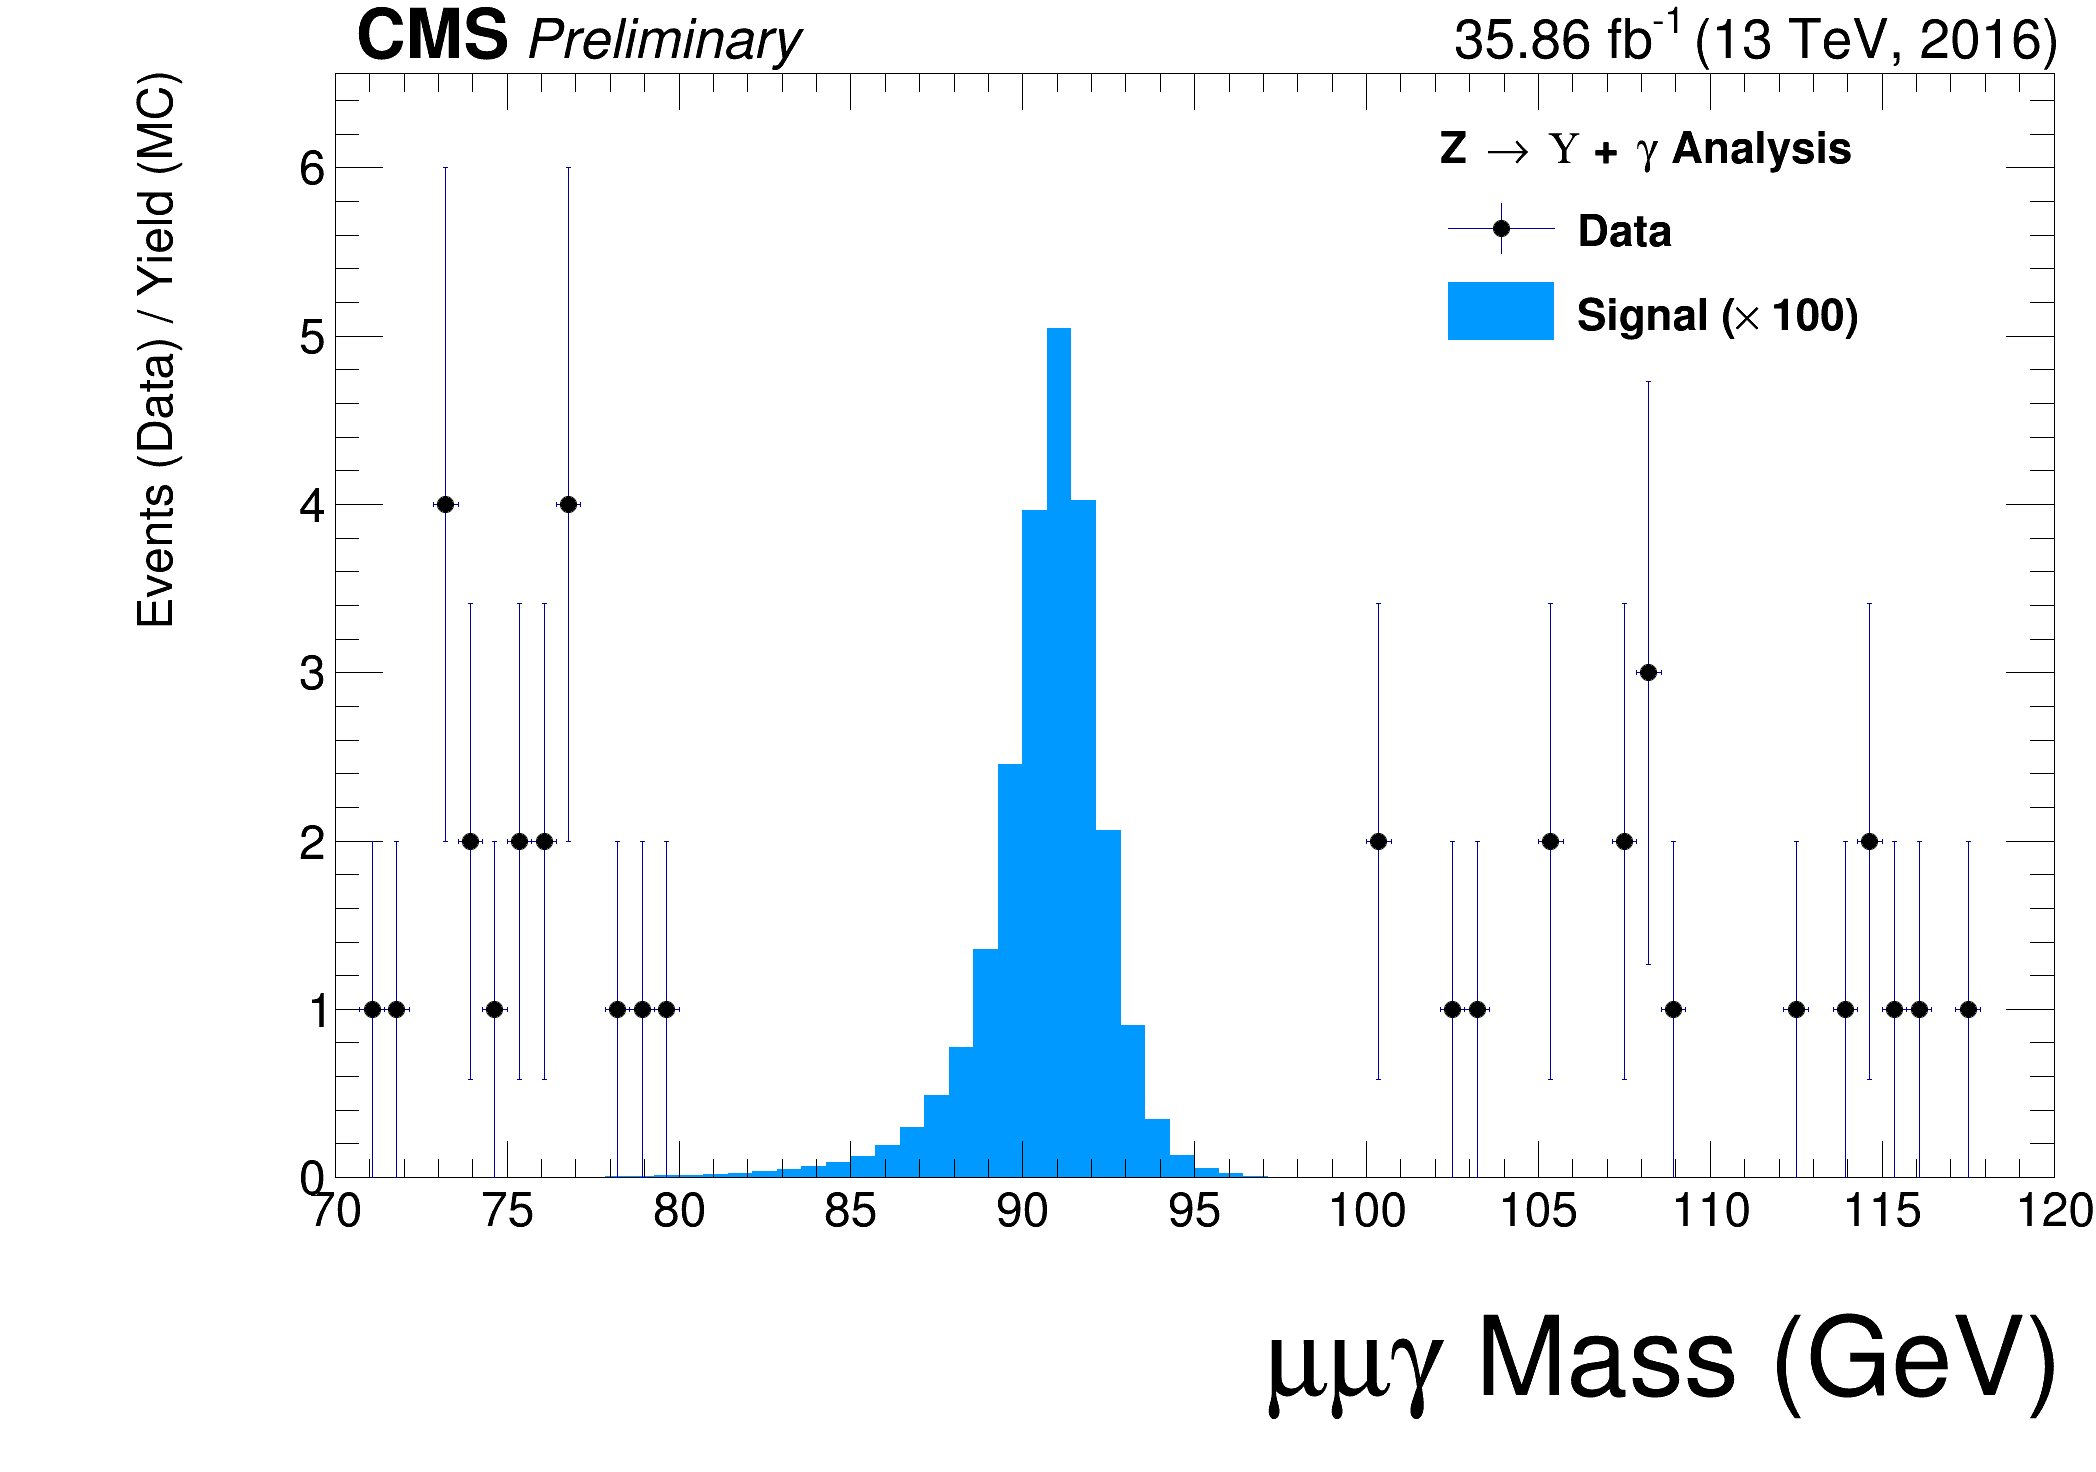 CMS Preliminary
35.86 fb⁻¹ (13 TeV, 2016)
Events (Data) / Yield (MC)
Z → ϒ + γ Analysis
Data
Signal (× 100)
6
5
4
3
2
1
0
70 75 80 85 90 95 100 105 110 115 120
μμγ Mass (GeV)